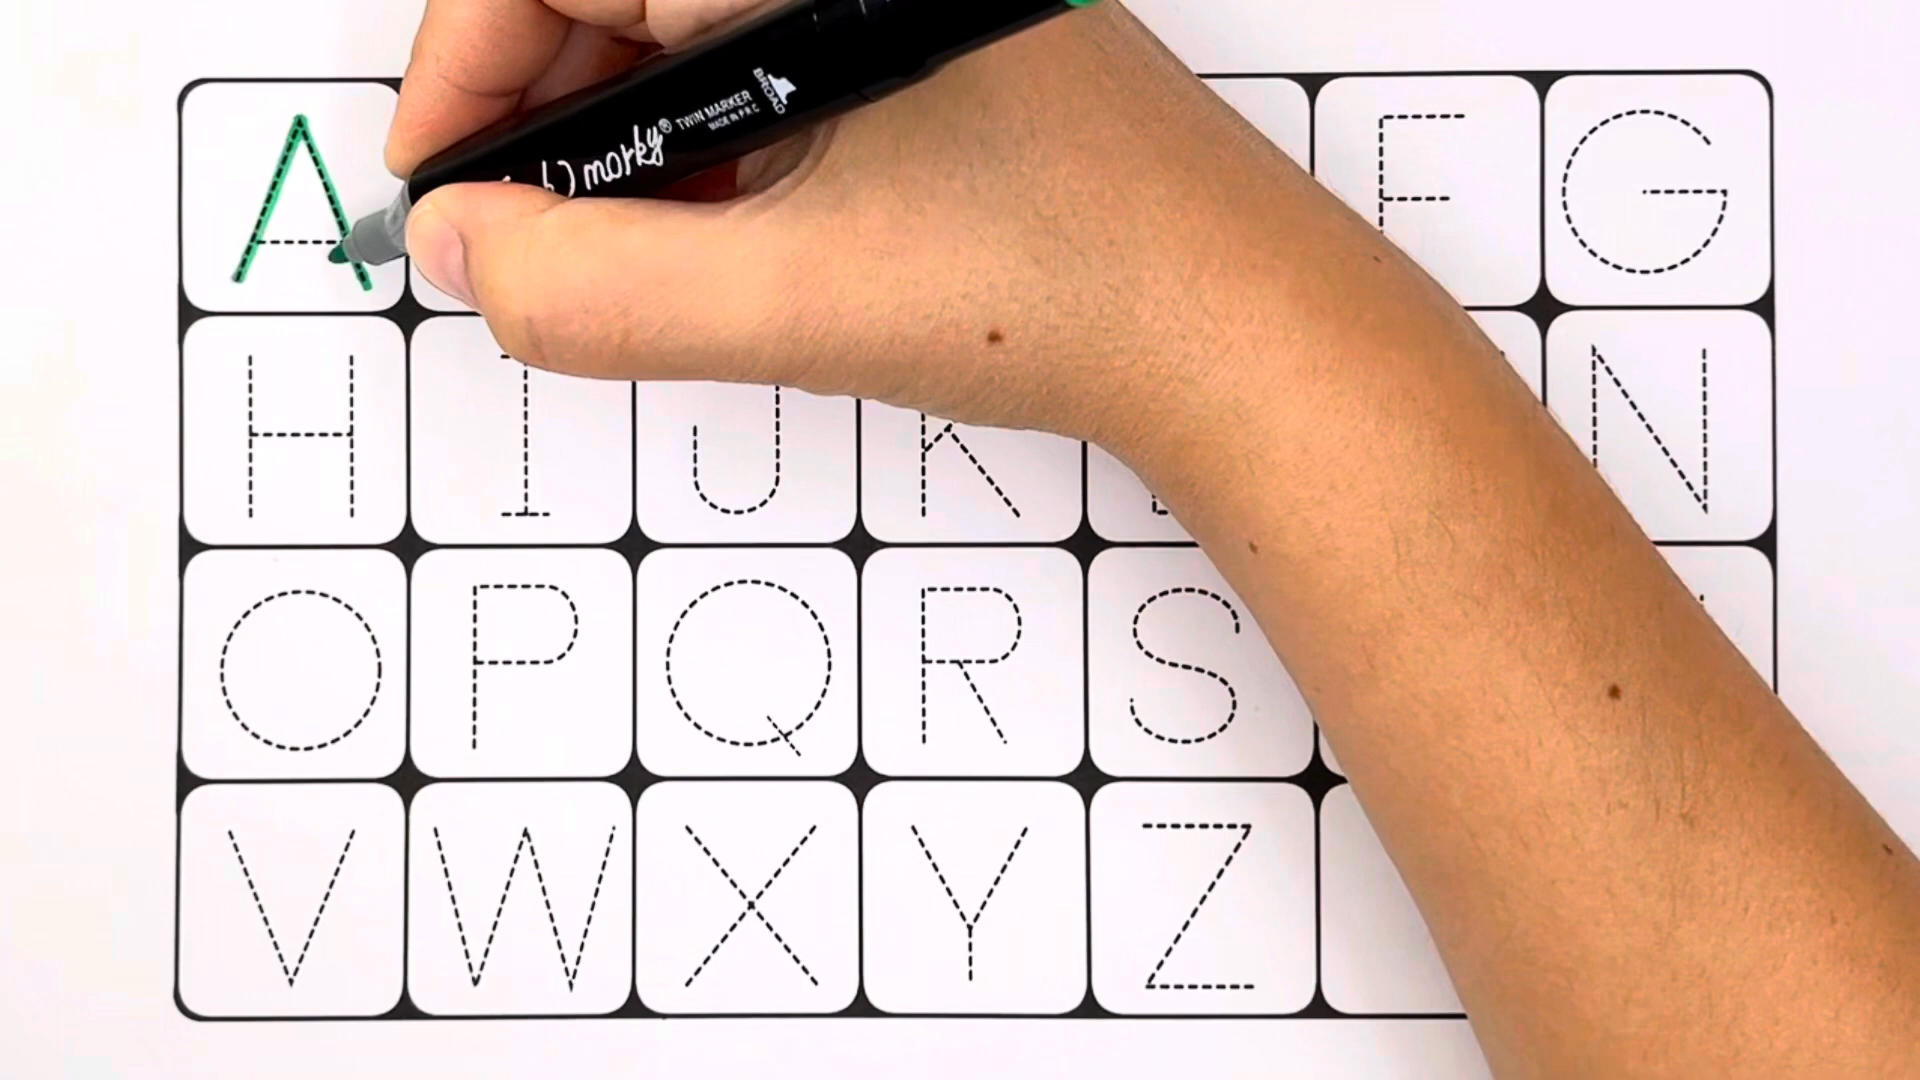 BROAD
TWIN MARKER
MADE IN P.R.C
morky®
A F G
H I J K L N
O P Q R S
V W X Y Z